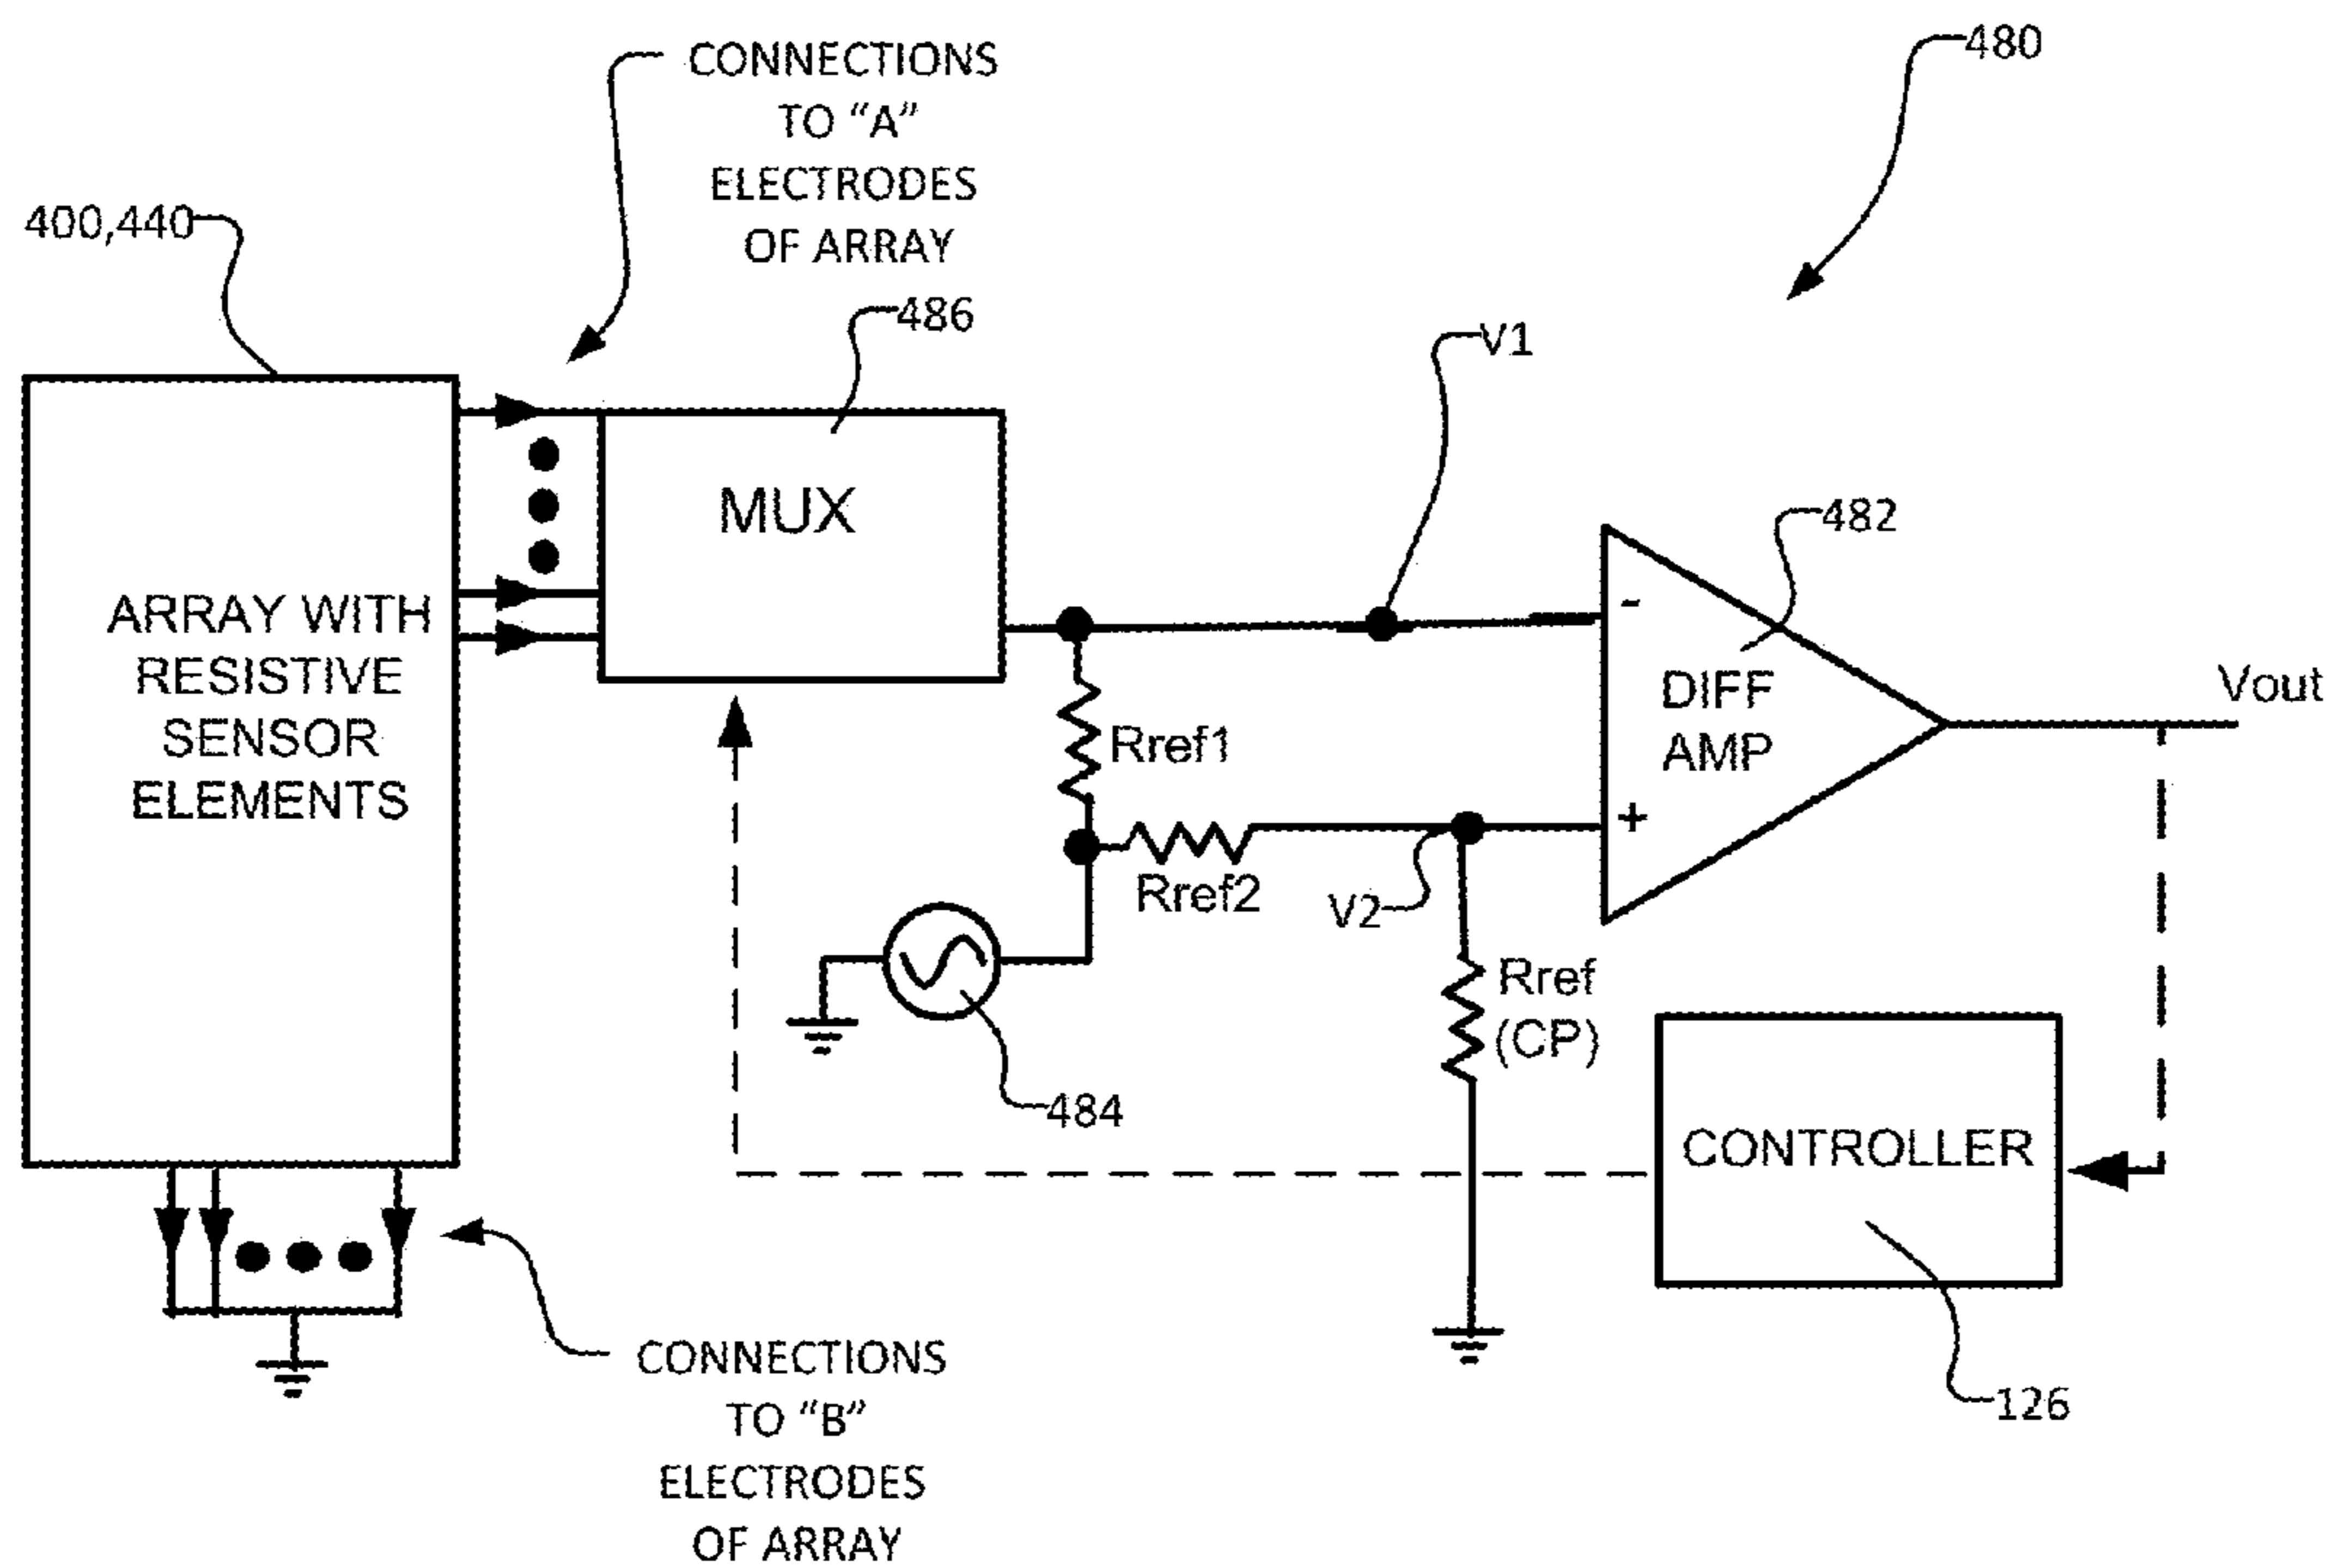 CONNECTIONS
TO “A”
ELECTRODES
OF ARRAY
480
400,440
486
V1
MUX
482
ARRAY WITH
RESISTIVE
SENSOR
ELEMENTS
-
DIFF
AMP
+
Vout
Rref1
Rref2
V2
Rref
(CP)
484
CONTROLLER
126
CONNECTIONS
TO “B”
ELECTRODES
OF ARRAY